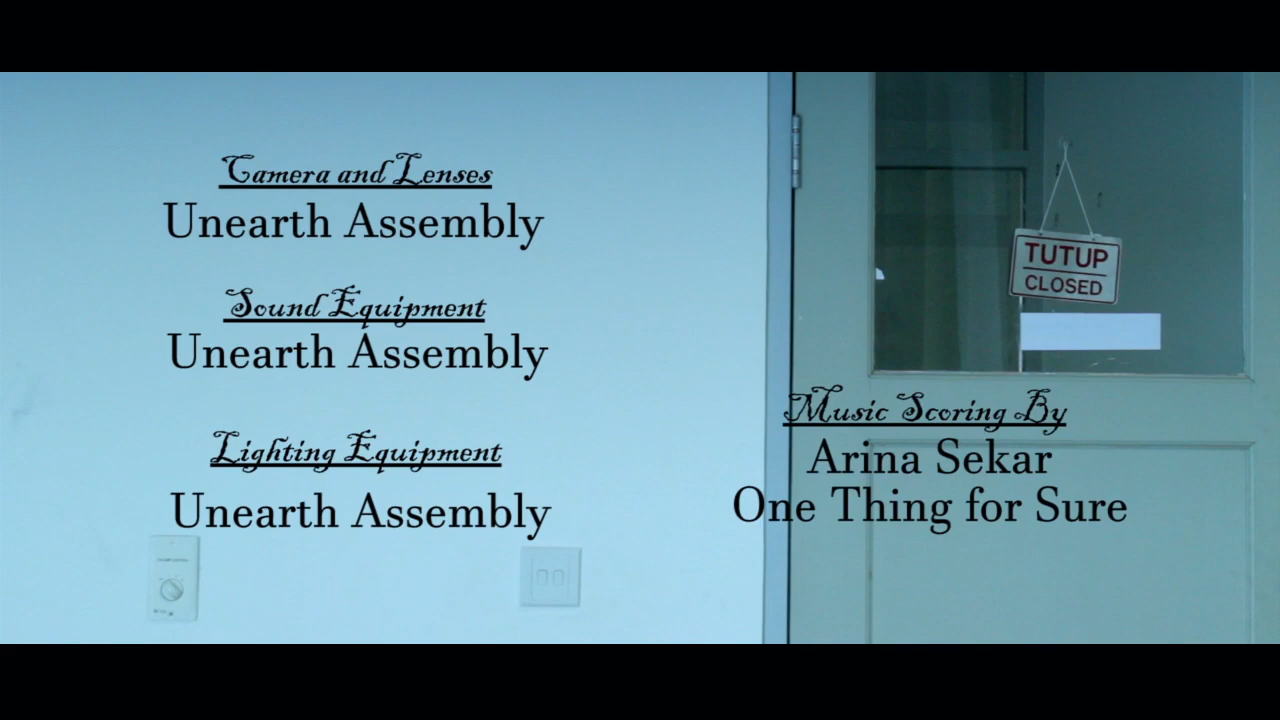 Camera and Lenses
Unearth Assembly
Sound Equipment
Unearth Assembly
Lighting Equipment
Unearth Assembly
TUTUP
CLOSED
Music Scoring By
Arina Sekar
One Thing for Sure